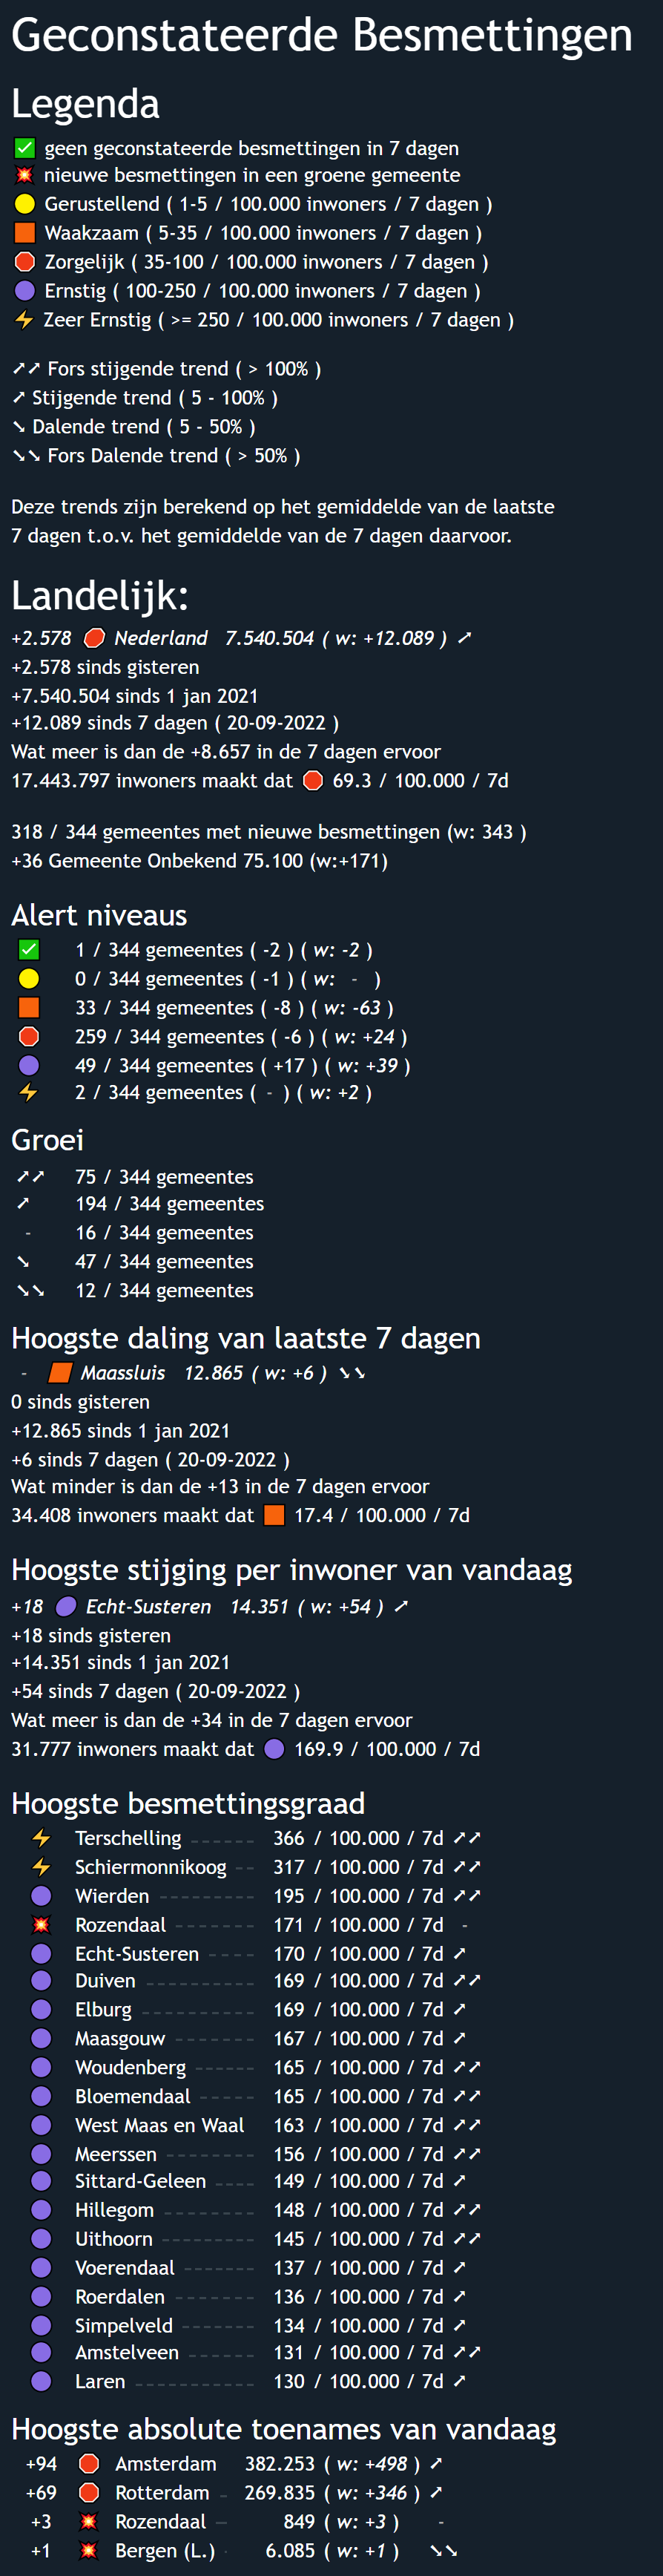 Geconstateerde Besmettingen
Legenda
✅ geen geconstateerde besmettingen in 7 dagen
💥 nieuwe besmettingen in een groene gemeente
🟡 Gerustellend ( 1-5 / 100.000 inwoners / 7 dagen )
🟧 Waakzaam ( 5-35 / 100.000 inwoners / 7 dagen )
🛑 Zorgelijk ( 35-100 / 100.000 inwoners / 7 dagen )
🟣 Ernstig ( 100-250 / 100.000 inwoners / 7 dagen )
⚡ Zeer Ernstig ( >= 250 / 100.000 inwoners / 7 dagen )
➚➚ Fors stijgende trend ( > 100% )
➚ Stijgende trend ( 5 - 100% )
➘ Dalende trend ( 5 - 50% )
➘➘ Fors Dalende trend ( > 50% )
Deze trends zijn berekend op het gemiddelde van de laatste
7 dagen t.o.v. het gemiddelde van de 7 dagen daarvoor.
Landelijk:
+2.578 🛑 Nederland 7.540.504 ( w: +12.089 ) ➚
+2.578 sinds gisteren
+7.540.504 sinds 1 jan 2021
+12.089 sinds 7 dagen ( 20-09-2022 )
Wat meer is dan de +8.657 in de 7 dagen ervoor
17.443.797 inwoners maakt dat 🛑 69.3 / 100.000 / 7d
318 / 344 gemeentes met nieuwe besmettingen (w: 343 )
+36 Gemeente Onbekend 75.100 (w:+171)
Alert niveaus
✅ 1 / 344 gemeentes ( -2 ) ( w: -2 )
🟡 0 / 344 gemeentes ( -1 ) ( w: - )
🟧 33 / 344 gemeentes ( -8 ) ( w: -63 )
🛑 259 / 344 gemeentes ( -6 ) ( w: +24 )
🟣 49 / 344 gemeentes ( +17 ) ( w: +39 )
⚡ 2 / 344 gemeentes ( - ) ( w: +2 )
Groei
➚➚ 75 / 344 gemeentes
➚ 194 / 344 gemeentes
- 16 / 344 gemeentes
➘ 47 / 344 gemeentes
➘➘ 12 / 344 gemeentes
Hoogste daling van laatste 7 dagen
- 🟧 Maassluis 12.865 ( w: +6 ) ➘➘
0 sinds gisteren
+12.865 sinds 1 jan 2021
+6 sinds 7 dagen ( 20-09-2022 )
Wat minder is dan de +13 in de 7 dagen ervoor
34.408 inwoners maakt dat 🟧 17.4 / 100.000 / 7d
Hoogste stijging per inwoner van vandaag
+18 🟣 Echt-Susteren 14.351 ( w: +54 ) ➚
+18 sinds gisteren
+14.351 sinds 1 jan 2021
+54 sinds 7 dagen ( 20-09-2022 )
Wat meer is dan de +34 in de 7 dagen ervoor
31.777 inwoners maakt dat 🟣 169.9 / 100.000 / 7d
Hoogste besmettingsgraad
⚡ Terschelling ------ 366 / 100.000 / 7d ➚➚
⚡ Schiermonnikoog -- 317 / 100.000 / 7d ➚➚
🟣 Wierden --------- 195 / 100.000 / 7d ➚➚
💥 Rozendaal ------- 171 / 100.000 / 7d -
🟣 Echt-Susteren ---- 170 / 100.000 / 7d ➚
🟣 Duiven ---------- 169 / 100.000 / 7d ➚➚
🟣 Elburg ---------- 169 / 100.000 / 7d ➚
🟣 Maasgouw ------- 167 / 100.000 / 7d ➚
🟣 Woudenberg ------ 165 / 100.000 / 7d ➚➚
🟣 Bloemendaal ----- 165 / 100.000 / 7d ➚➚
🟣 West Maas en Waal 163 / 100.000 / 7d ➚➚
🟣 Meerssen -------- 156 / 100.000 / 7d ➚➚
🟣 Sittard-Geleen ---- 149 / 100.000 / 7d ➚
🟣 Hillegom -------- 148 / 100.000 / 7d ➚➚
🟣 Uithoorn -------- 145 / 100.000 / 7d ➚➚
🟣 Voerendaal ------ 137 / 100.000 / 7d ➚
🟣 Roerdalen ------- 136 / 100.000 / 7d ➚
🟣 Simpelveld ------- 134 / 100.000 / 7d ➚
🟣 Amstelveen ------ 131 / 100.000 / 7d ➚➚
🟣 Laren ----------- 130 / 100.000 / 7d ➚
Hoogste absolute toenames van vandaag
+94 🛑 Amsterdam 382.253 ( w: +498 ) ➚
+69 🛑 Rotterdam - 269.835 ( w: +346 ) ➚
+3 💥 Rozendaal - 849 ( w: +3 ) -
+1 💥 Bergen (L.) · 6.085 ( w: +1 ) ➘➘